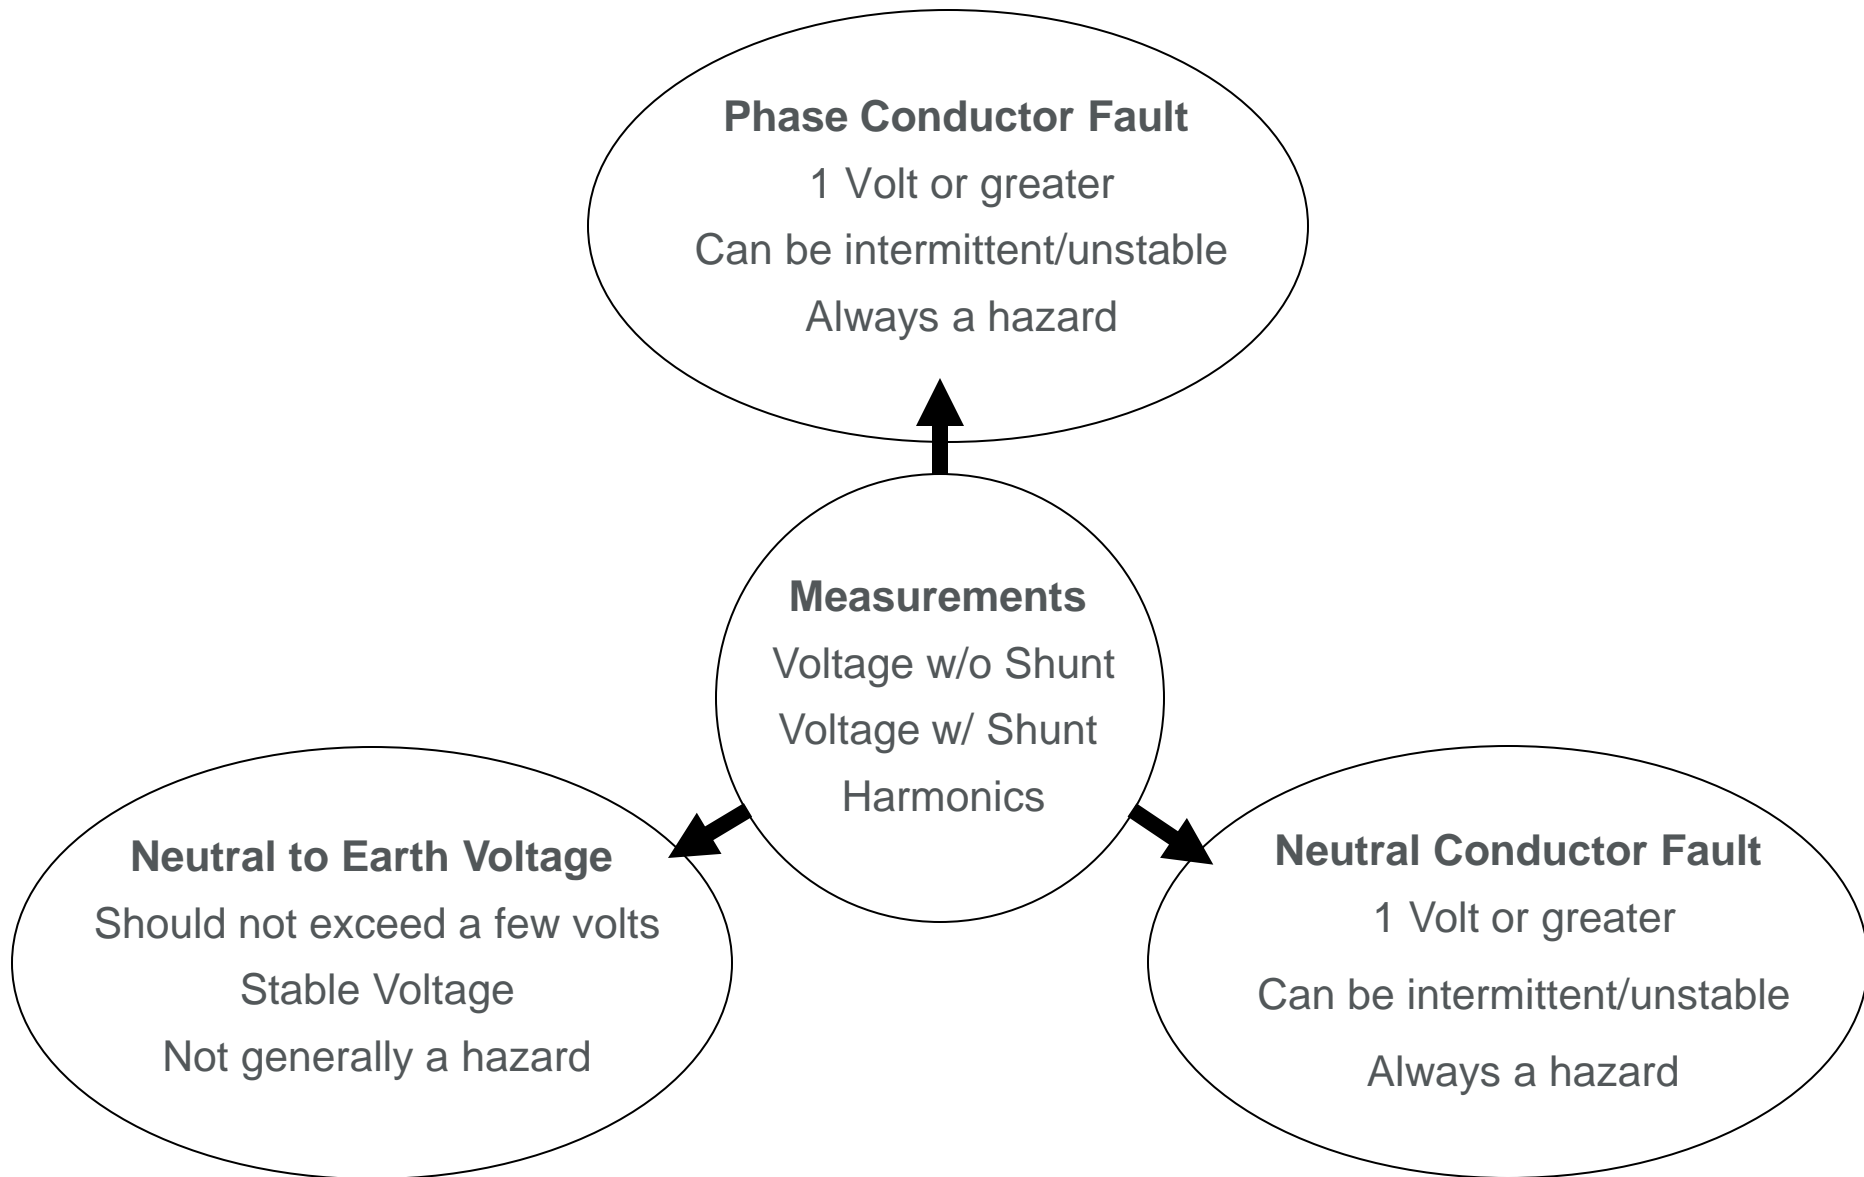 Phase Conductor Fault
1 Volt or greater
Can be intermittent/unstable
Always a hazard
Measurements
Voltage w/o Shunt
Voltage w/ Shunt
Harmonics
Neutral to Earth Voltage
Should not exceed a few volts
Stable Voltage
Not generally a hazard
Neutral Conductor Fault
1 Volt or greater
Can be intermittent/unstable
Always a hazard